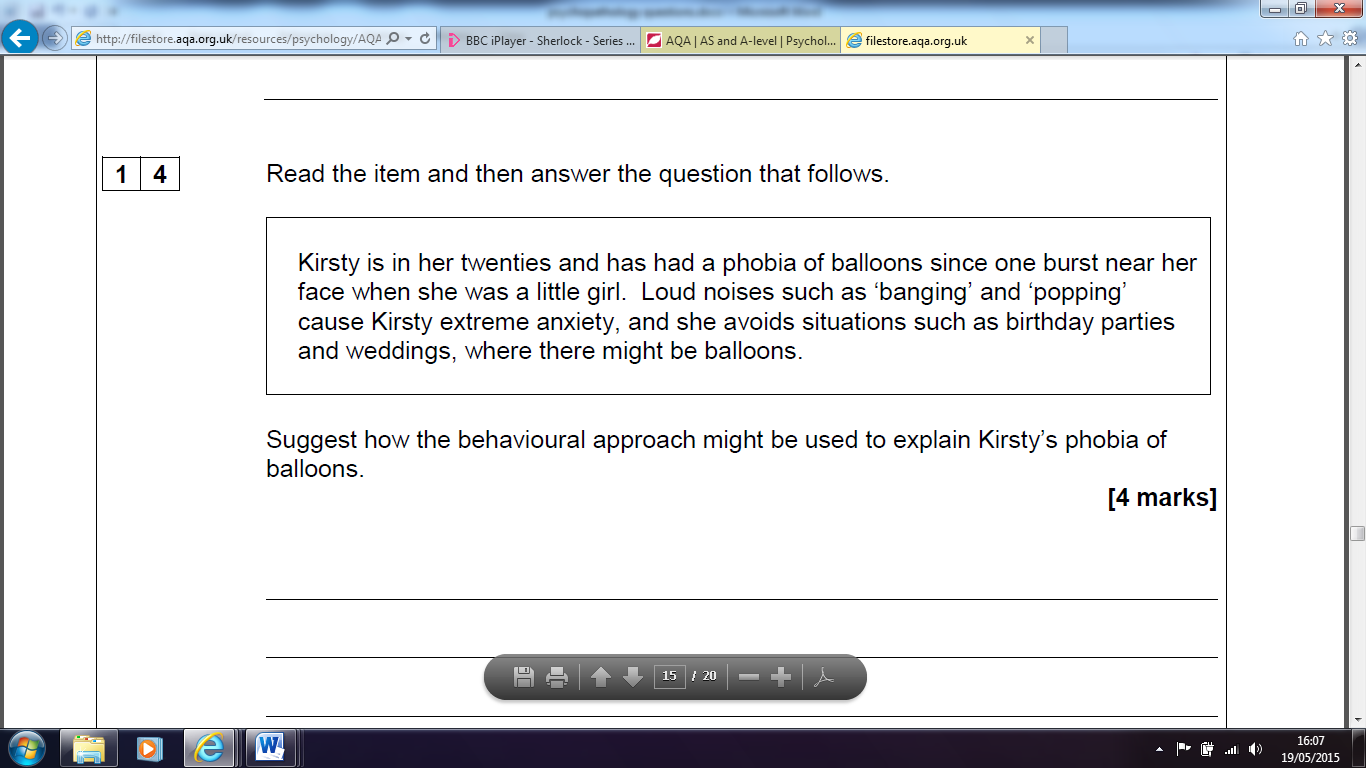 http://filestore.aqa.org.uk/resources/psychology/AQA
BBC iPlayer - Sherlock - Series ...
AQA | AS and A-level | Psychol...
filestore.aqa.org.uk
1 4
Read the item and then answer the question that follows.
Kirsty is in her twenties and has had a phobia of balloons since one burst near her
face when she was a little girl.  Loud noises such as ‘banging’ and ‘popping’
cause Kirsty extreme anxiety, and she avoids situations such as birthday parties
and weddings, where there might be balloons.
Suggest how the behavioural approach might be used to explain Kirsty’s phobia of
balloons.
[4 marks]
15 / 20
16:07
19/05/2015